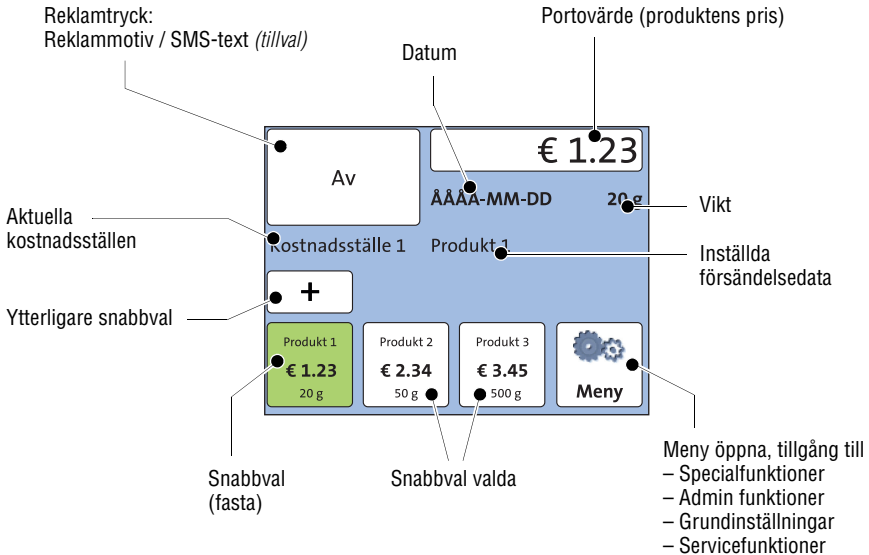 Reklamtryck:
Reklammotiv / SMS-text (tillval)
Portovärde (produktens pris)
Datum
Av
€ 1.23
ÅÅÅÅ-MM-DD
20 g
Vikt
Aktuella
kostnadsställen
Kostnadsställe 1
Produkt 1
Inställda
försändelsedata
+
Ytterligare snabbval
Produkt 1
€ 1.23
20 g
Produkt 2
€ 2.34
50 g
Produkt 3
€ 3.45
500 g
Meny
Snabbval
(fasta)
Snabbval valda
Meny öppna, tillgång till
– Specialfunktioner
– Admin funktioner
– Grundinställningar
– Servicefunktioner